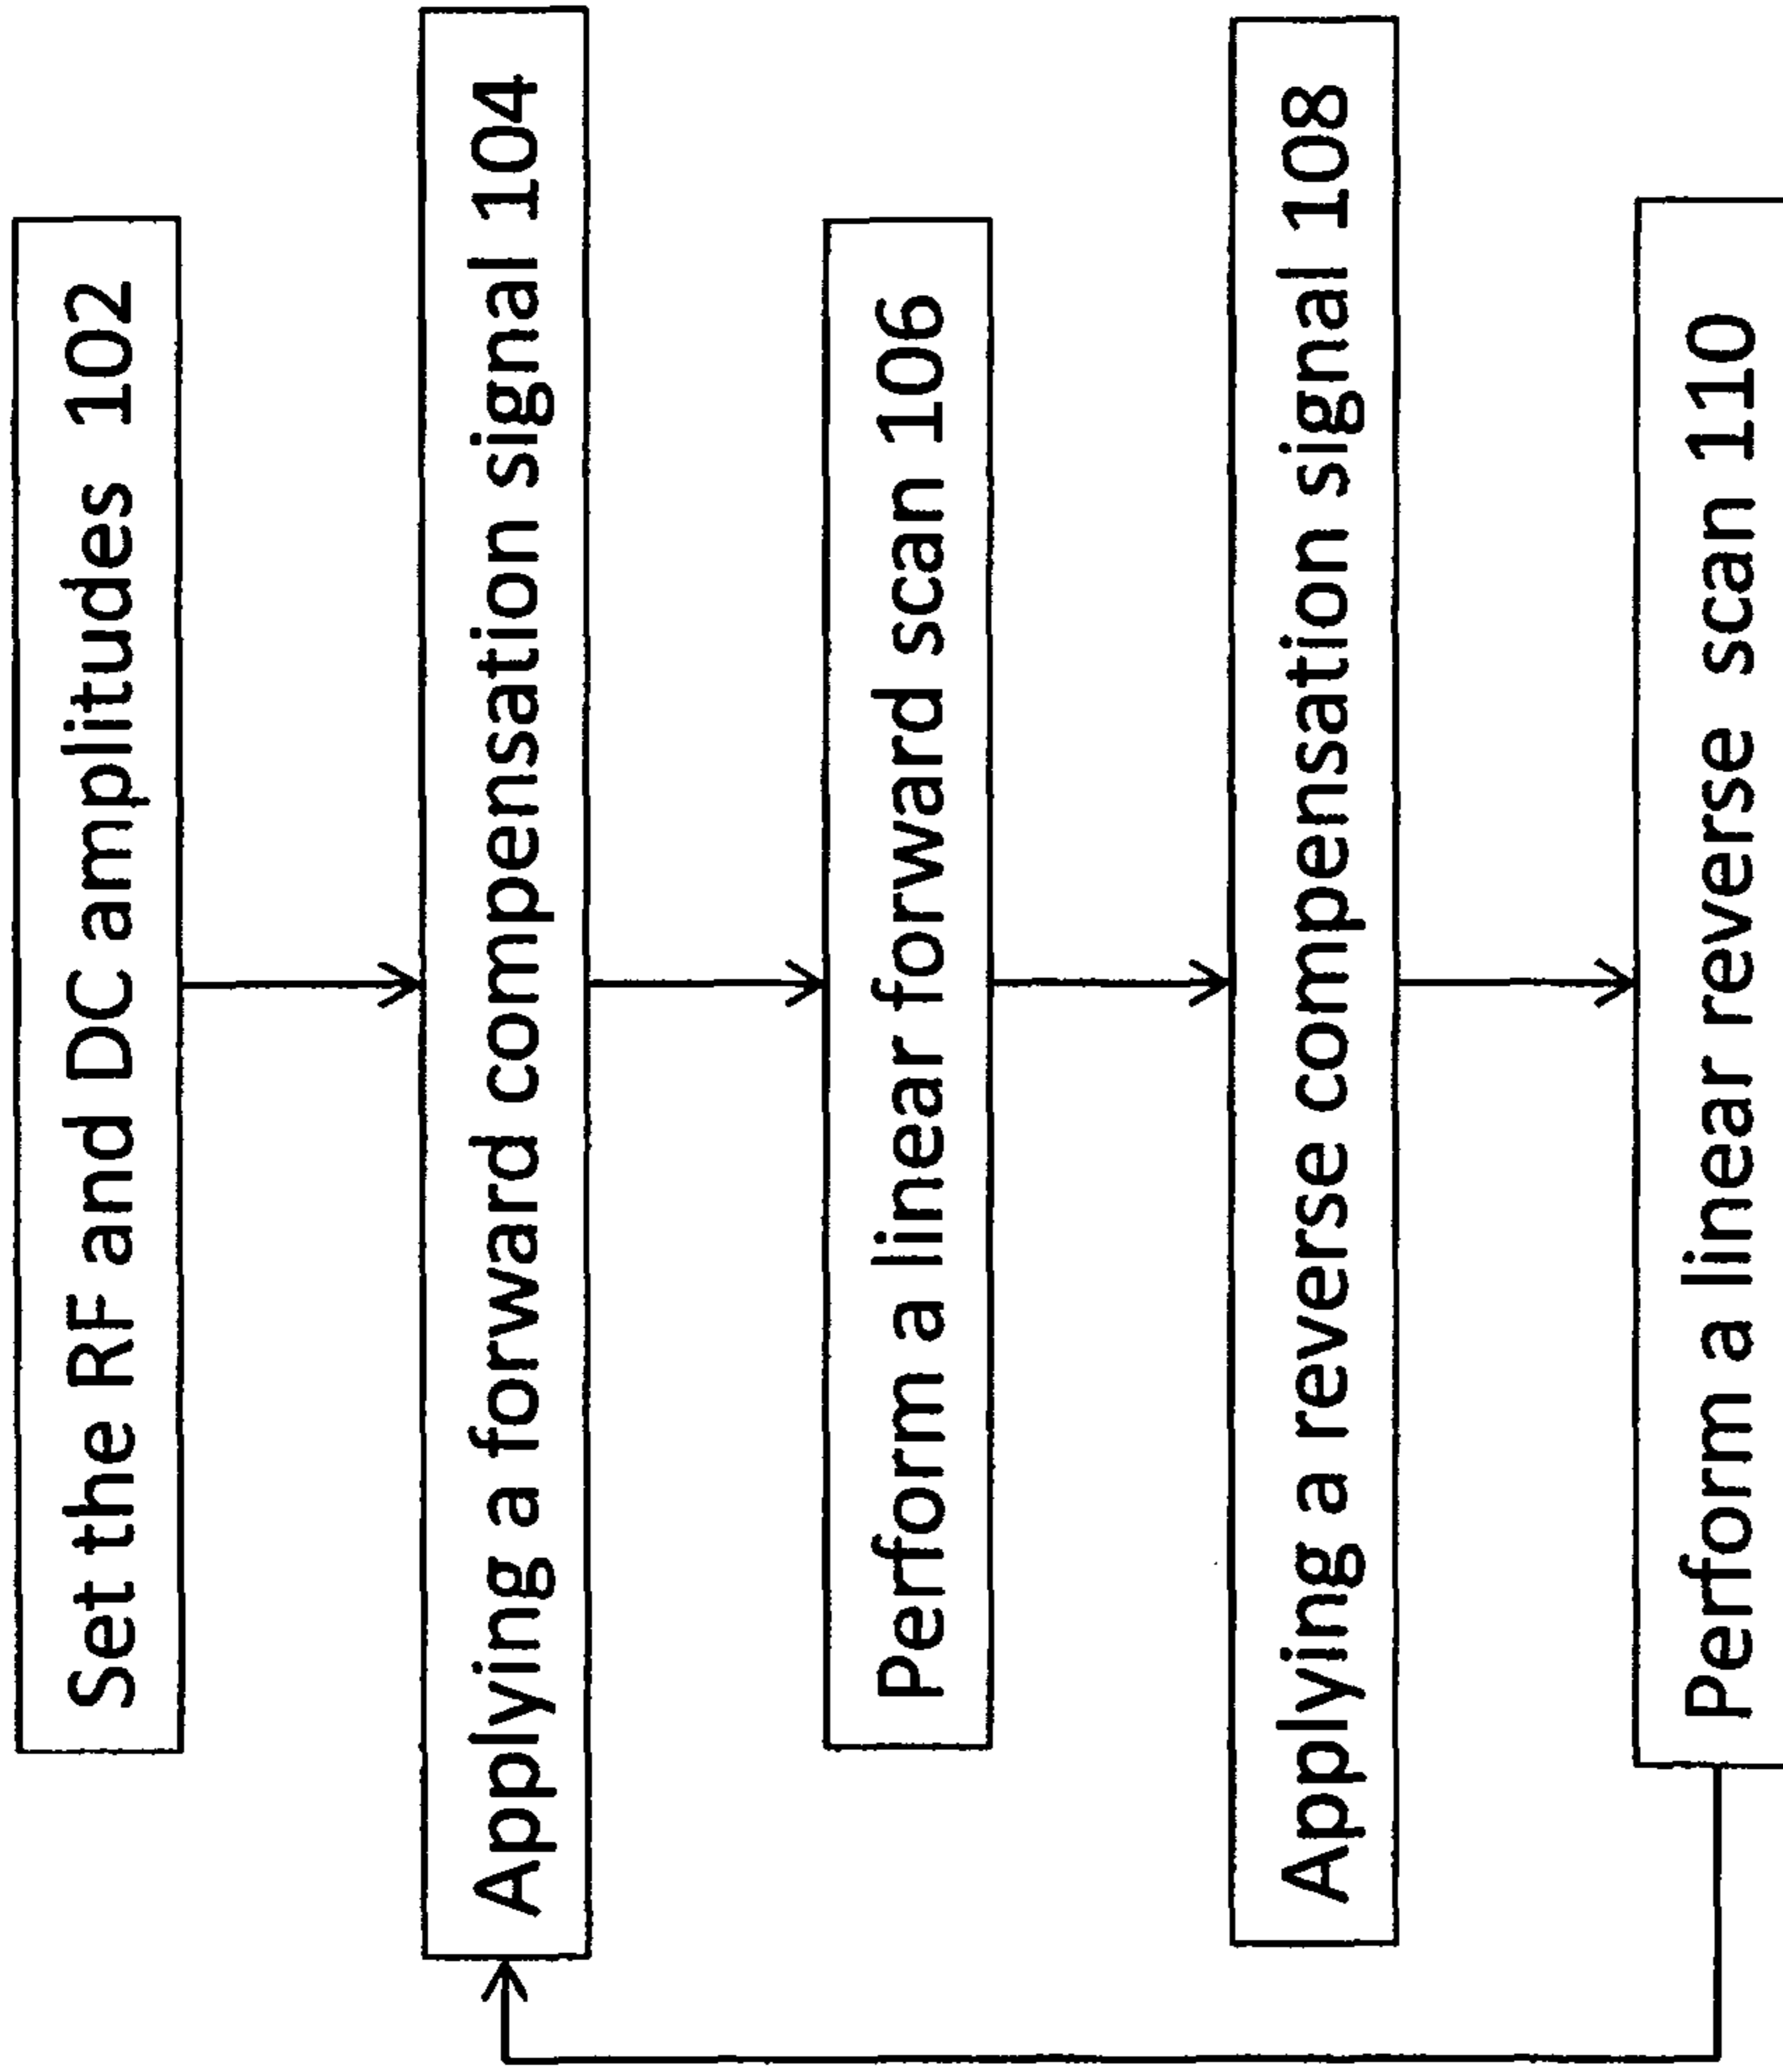 Set the RF and DC amplitudes 102
Applying a forward compensation signal 104
Perform a linear forward scan 106
Applying a reverse compensation signal 108
Perform a linear reverse scan 110